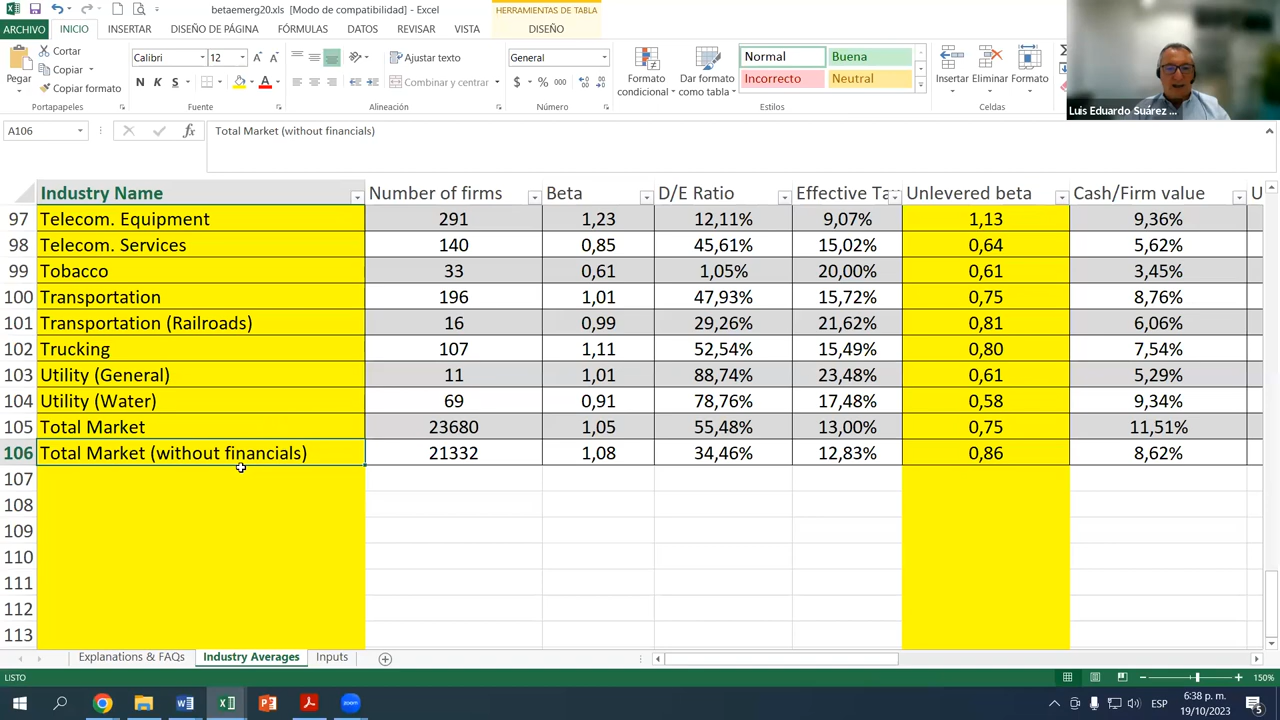 betaemerg20.xls [Modo de compatibilidad] - Excel
HERRAMIENTAS DE TABLA
ARCHIVO INICIO INSERTAR DISEÑO DE PÁGINA FÓRMULAS DATOS REVISAR VISTA DISEÑO
Pegar
Cortar
Copiar
Copiar formato
Portapapeles
Calibri 12
N K S
Fuente
Ajustar texto
Combinar y centrar
Alineación
General
$ % 000
Número
Formato condicional
Dar formato como tabla
Normal Buena
Incorrecto Neutral
Estilos
Insertar Eliminar Formato
Celdas
Luis Eduardo Suárez ...
A106 fx Total Market (without financials)
Industry Name Number of firms Beta D/E Ratio Effective Ta Unlevered beta Cash/Firm value U
97 Telecom. Equipment 291 1,23 12,11% 9,07% 1,13 9,36%
98 Telecom. Services 140 0,85 45,61% 15,02% 0,64 5,62%
99 Tobacco 33 0,61 1,05% 20,00% 0,61 3,45%
100 Transportation 196 1,01 47,93% 15,72% 0,75 8,76%
101 Transportation (Railroads) 16 0,99 29,26% 21,62% 0,81 6,06%
102 Trucking 107 1,11 52,54% 15,49% 0,80 7,54%
103 Utility (General) 11 1,01 88,74% 23,48% 0,61 5,29%
104 Utility (Water) 69 0,91 78,76% 17,48% 0,58 9,34%
105 Total Market 23680 1,05 55,48% 13,00% 0,75 11,51%
106 Total Market (without financials) 21332 1,08 34,46% 12,83% 0,86 8,62%
107
108
109
110
111
112
113
Explanations & FAQs Industry Averages Inputs
LISTO 150%
ESP
6:38 p. m.
19/10/2023
5